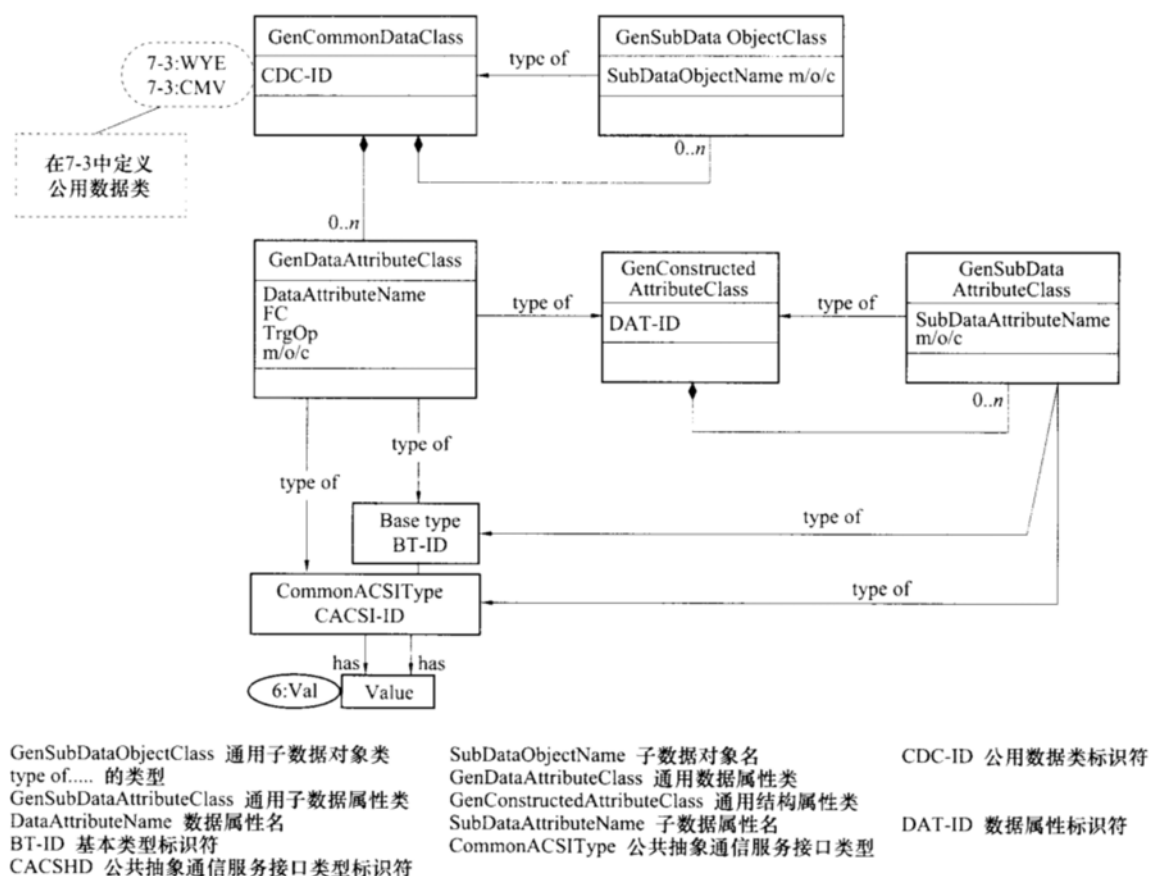 GenCommonDataClass
CDC-ID
7-3:WYE
7-3:CMV
在7-3中定义
公用数据类
type of
GenSubData ObjectClass
SubDataObjectName m/o/c
0..n
0..n
GenDataAttributeClass
DataAttributeName
FC
TrgOp
m/o/c
type of
GenConstructed
AttributeClass
DAT-ID
type of
GenSubData
AttributeClass
SubDataAttributeName
m/o/c
0..n
type of
type of
Base type
BT-ID
type of
CommonACSIType
CACSI-ID
type of
has
has
6:Val
Value
GenSubDataObjectClass 通用子数据对象类
SubDataObjectName 子数据对象名
CDC-ID 公用数据类标识符
type of..... 的类型
GenDataAttributeClass 通用数据属性类
GenSubDataAttributeClass 通用子数据属性类
GenConstructedAttributeClass 通用结构属性类
DataAttributeName 数据属性名
SubDataAttributeName 子数据属性名
DAT-ID 数据属性标识符
BT-ID 基本类型标识符
CommonACSIType 公共抽象通信服务接口类型
CACSHD 公共抽象通信服务接口类型标识符